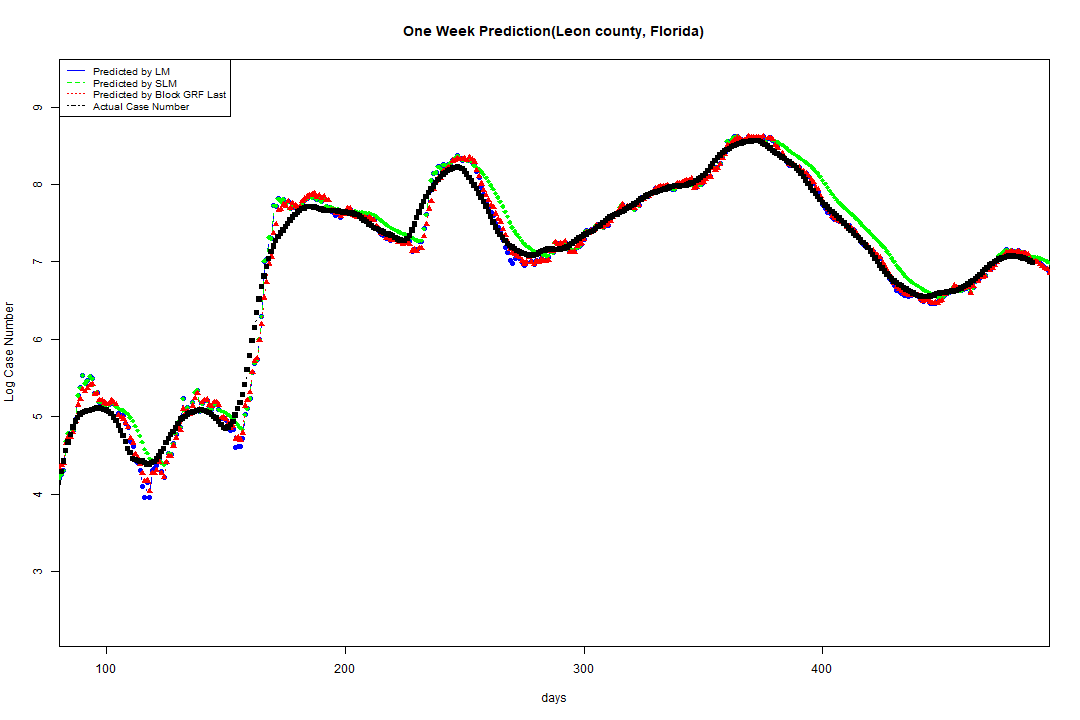 One Week Prediction(Leon county, Florida)
Predicted by LM
Predicted by SLM
Predicted by Block GRF Last
Actual Case Number
9
8
7
6
5
4
3
Log Case Number
100 200 300 400
days